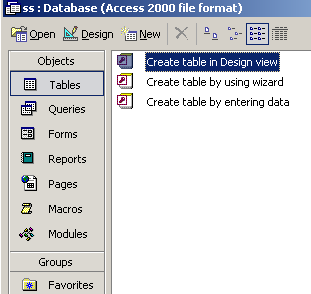 ss : Database (Access 2000 file format)
Open Design New
Objects
Tables
Queries
Forms
Reports
Pages
Macros
Modules
Groups
Favorites
Create table in Design view
Create table by using wizard
Create table by entering data